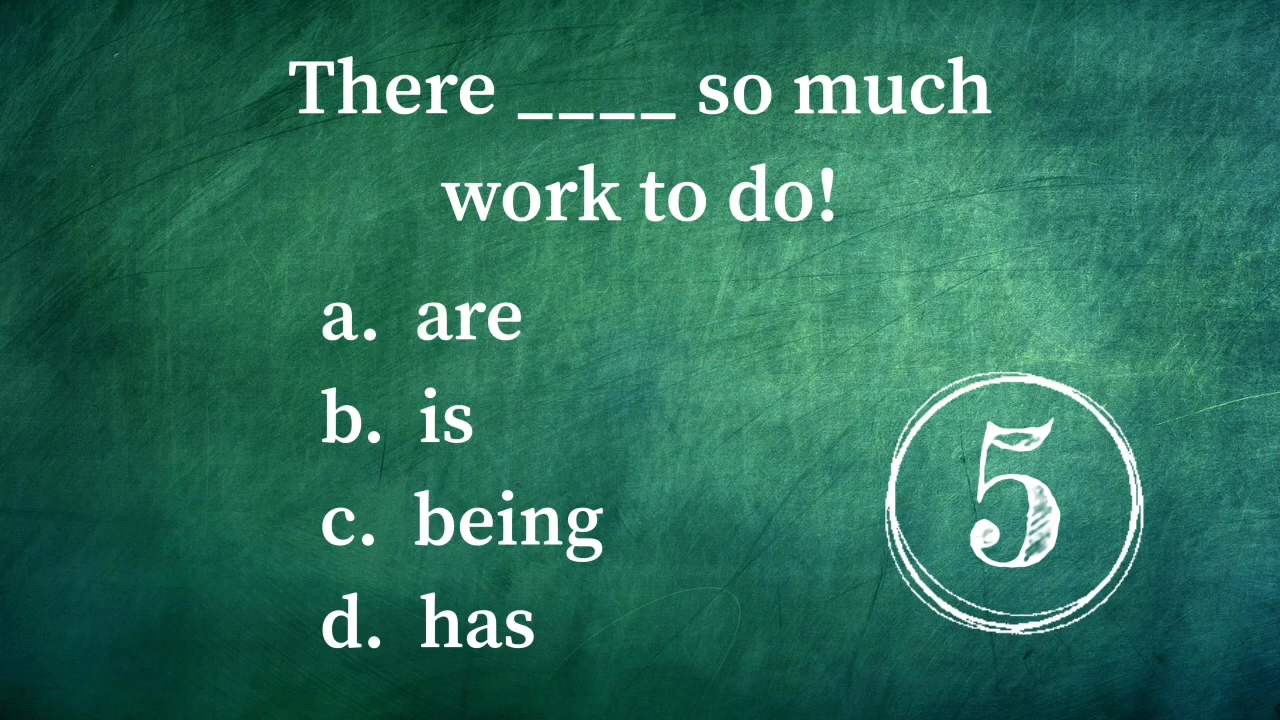 There ____ so much
work to do!
a. are
b. is
c. being
d. has
5